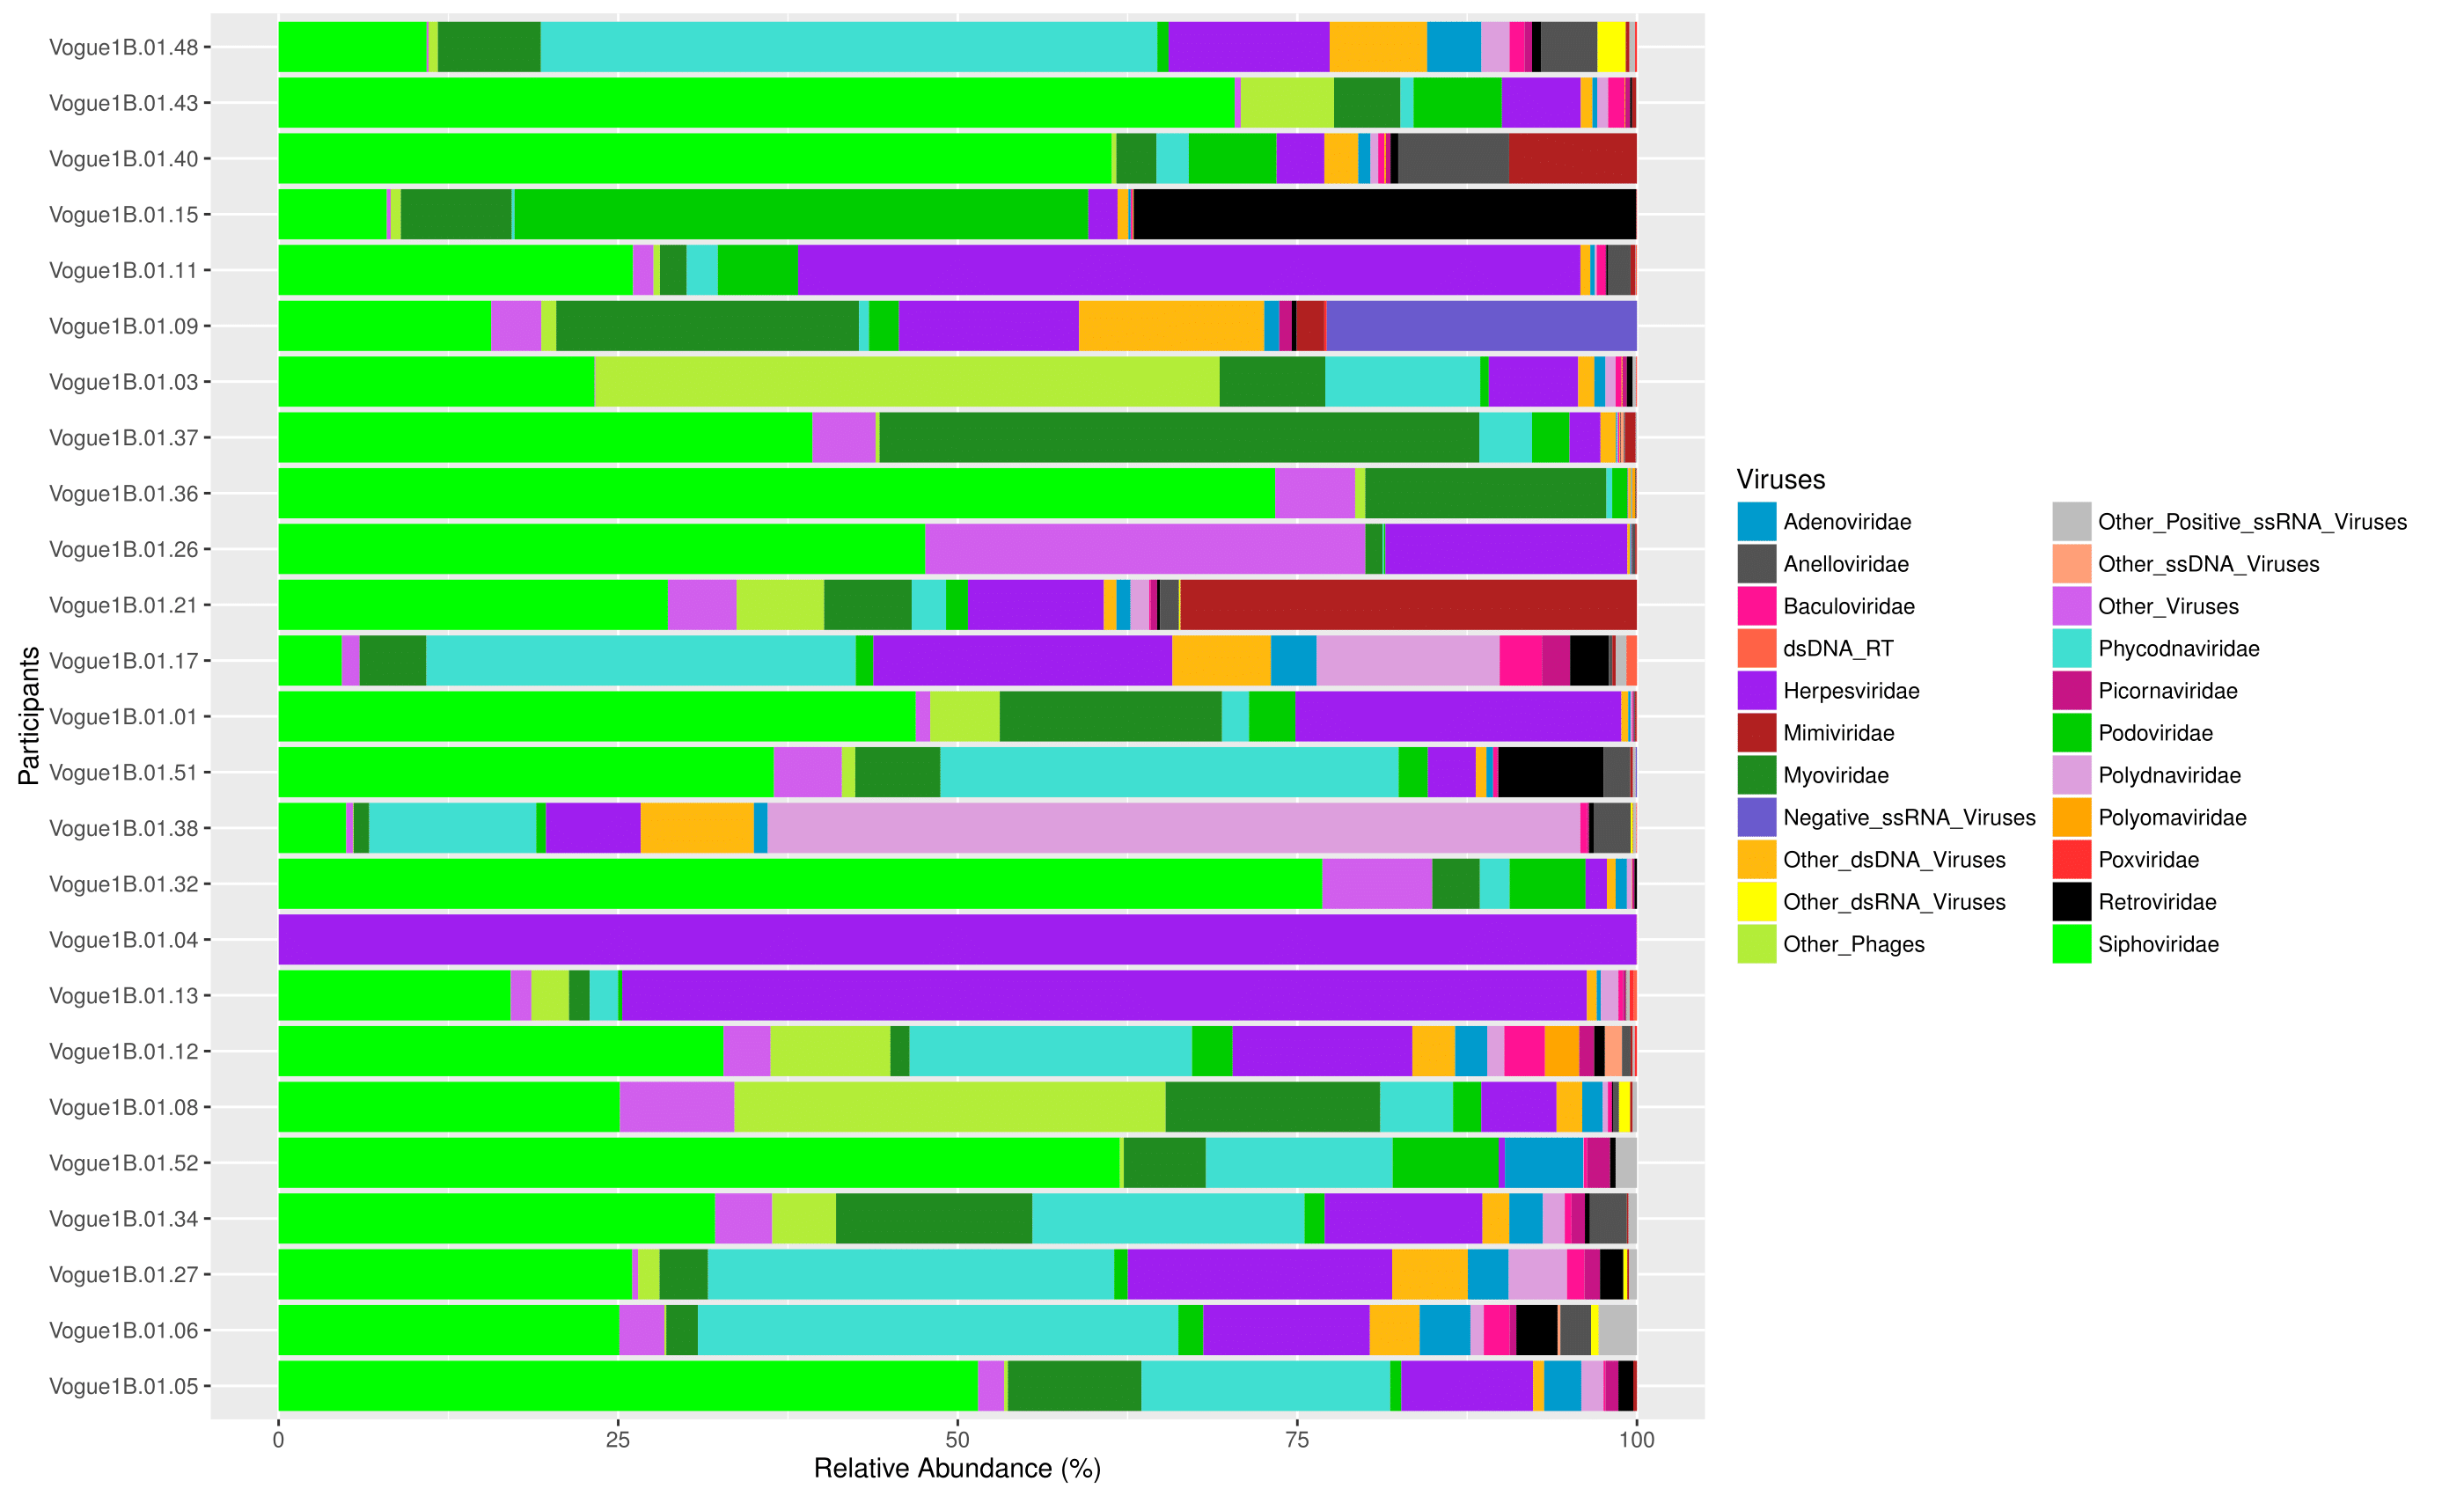 Vogue1B.01.48
Vogue1B.01.43
Vogue1B.01.40
Vogue1B.01.15
Vogue1B.01.11
Vogue1B.01.09
Vogue1B.01.03
Vogue1B.01.37
Vogue1B.01.36
Vogue1B.01.26
Vogue1B.01.21
Vogue1B.01.17
Vogue1B.01.01
Vogue1B.01.51
Vogue1B.01.38
Vogue1B.01.32
Vogue1B.01.04
Vogue1B.01.13
Vogue1B.01.12
Vogue1B.01.08
Vogue1B.01.52
Vogue1B.01.34
Vogue1B.01.27
Vogue1B.01.06
Vogue1B.01.05
Participants
0 25 50 75 100
Relative Abundance (%)
Viruses
Adenoviridae
Anelloviridae
Baculoviridae
dsDNA_RT
Herpesviridae
Mimiviridae
Myoviridae
Negative_ssRNA_Viruses
Other_dsDNA_Viruses
Other_dsRNA_Viruses
Other_Phages
Other_Positive_ssRNA_Viruses
Other_ssDNA_Viruses
Other_Viruses
Phycodnaviridae
Picornaviridae
Podoviridae
Polydnaviridae
Polyomaviridae
Poxviridae
Retroviridae
Siphoviridae